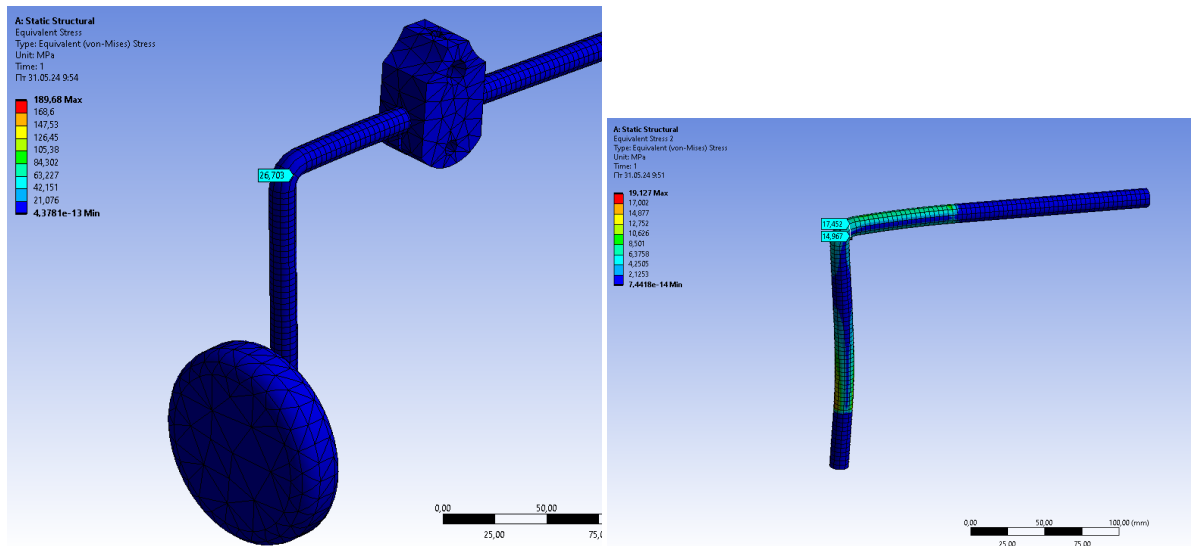 A: Static Structural
Equivalent Stress
Type: Equivalent (von-Mises) Stress
Unit: MPa
Time: 1
Пт 31.05.24 9:54
189,68 Max
168,6
147,53
126,45
105,38
84,302
63,227
42,151
21,076
4,3781e-13 Min
26,703
0,00
50,00
25,00
75,0
A: Static Structural
Equivalent Stress 2
Type: Equivalent (von-Mises) Stress
Unit: MPa
Time: 1
Пт 31.05.24 9:51
19,127 Max
17,002
14,877
12,752
10,626
8,501
6,3758
4,2505
2,1253
7,4418e-14 Min
17,452
14,967
0,00
50,00
100,00 (mm)
25,00
75,00